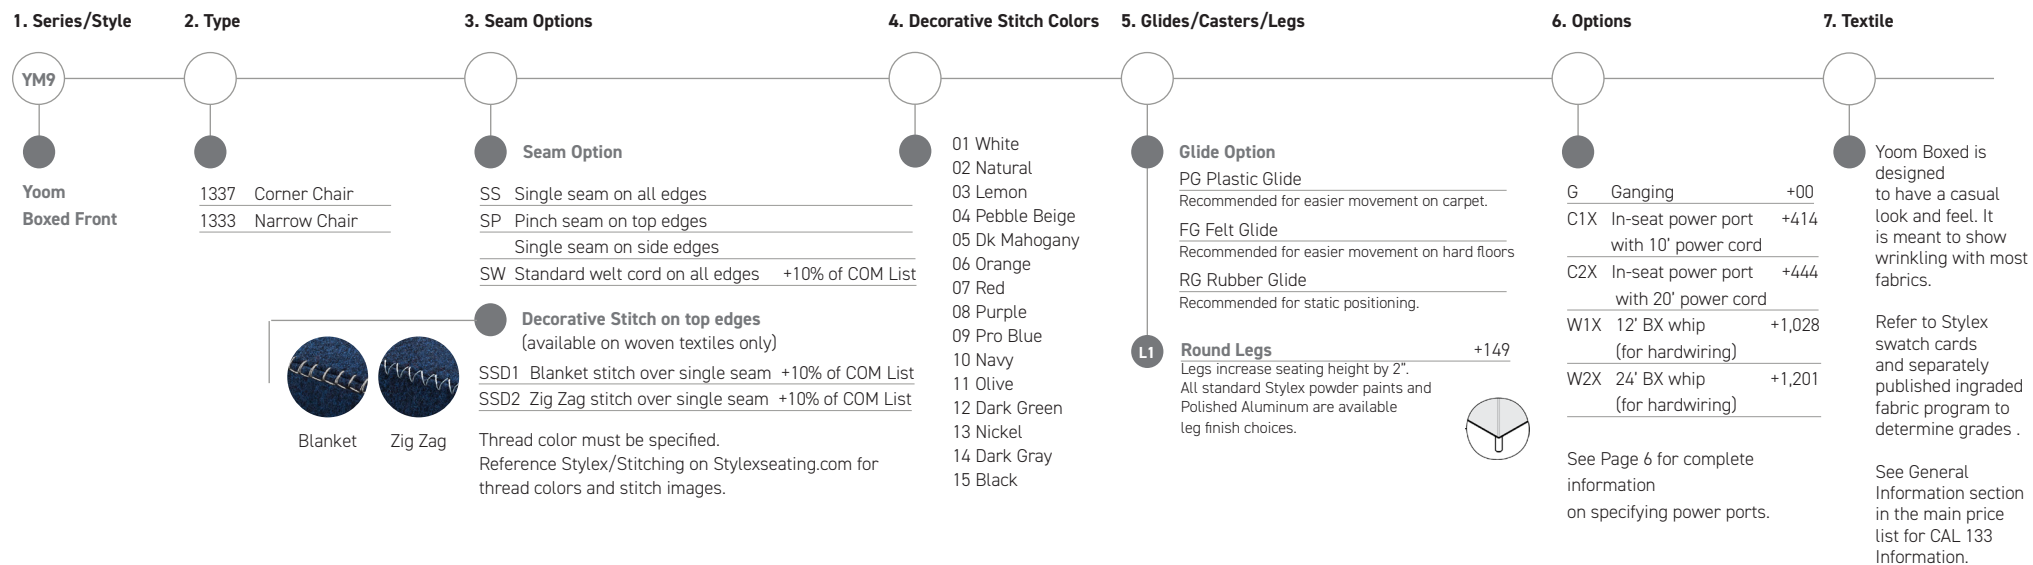 1. Series/Style
YM9
Yoom
Boxed Front
2. Type
1337 Corner Chair
1333 Narrow Chair
3. Seam Options
Seam Option
SS Single seam on all edges
SP Pinch seam on top edges
Single seam on side edges
SW Standard welt cord on all edges +10% of COM List
Decorative Stitch on top edges
(available on woven textiles only)
SSD1 Blanket stitch over single seam +10% of COM List
SSD2 Zig Zag stitch over single seam +10% of COM List
Blanket Zig Zag
Thread color must be specified.
Reference Stylex/Stitching on Stylexseating.com for
thread colors and stitch images.
4. Decorative Stitch Colors
01 White
02 Natural
03 Lemon
04 Pebble Beige
05 Dk Mahogany
06 Orange
07 Red
08 Purple
09 Pro Blue
10 Navy
11 Olive
12 Dark Green
13 Nickel
14 Dark Gray
15 Black
5. Glides/Casters/Legs
Glide Option
PG Plastic Glide
Recommended for easier movement on carpet.
FG Felt Glide
Recommended for easier movement on hard floors
RG Rubber Glide
Recommended for static positioning.
L1 Round Legs +149
Legs increase seating height by 2".
All standard Stylex powder paints and
Polished Aluminum are available
leg finish choices.
6. Options
G Ganging +00
C1X In-seat power port +414
with 10' power cord
C2X In-seat power port +444
with 20' power cord
W1X 12' BX whip +1,028
(for hardwiring)
W2X 24' BX whip +1,201
(for hardwiring)
See Page 6 for complete
information
on specifying power ports.
7. Textile
Yoom Boxed is
designed
to have a casual
look and feel. It
is meant to show
wrinkling with most
fabrics.
Refer to Stylex
swatch cards
and separately
published ingraded
fabric program to
determine grades .
See General
Information section
in the main price
list for CAL 133
Information.